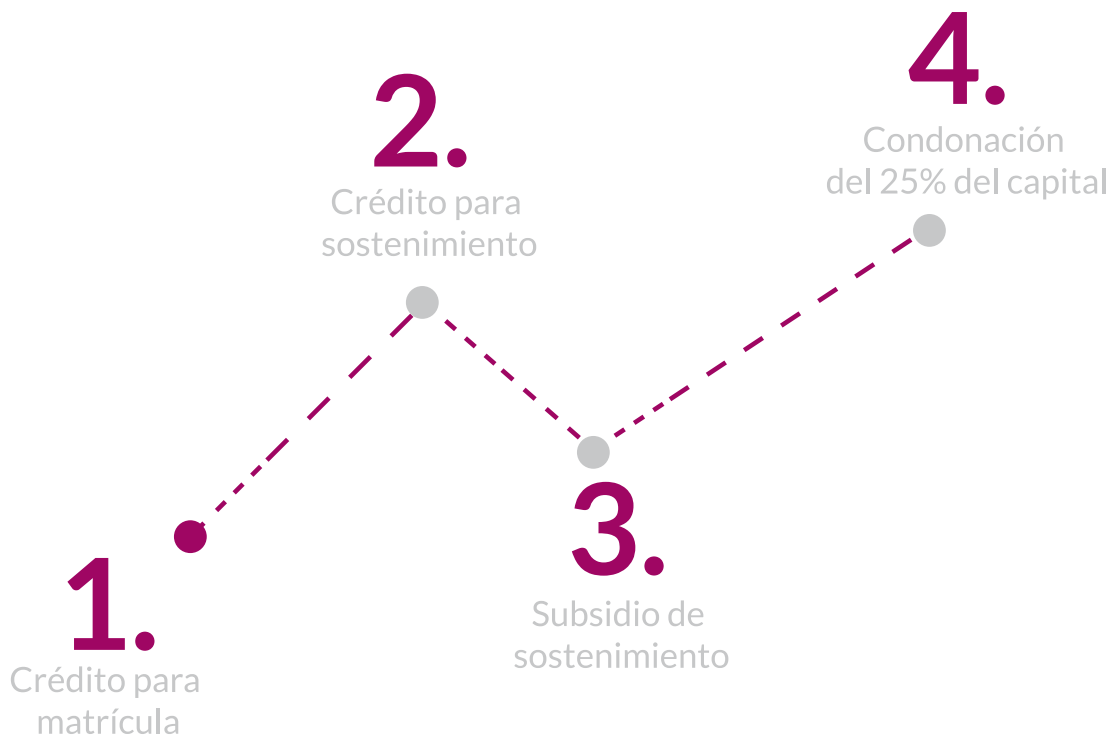 1.
Crédito para
matrícula
2.
Crédito para
sostenimiento
3.
Subsidio de
sostenimiento
4.
Condonación
del 25% del capital